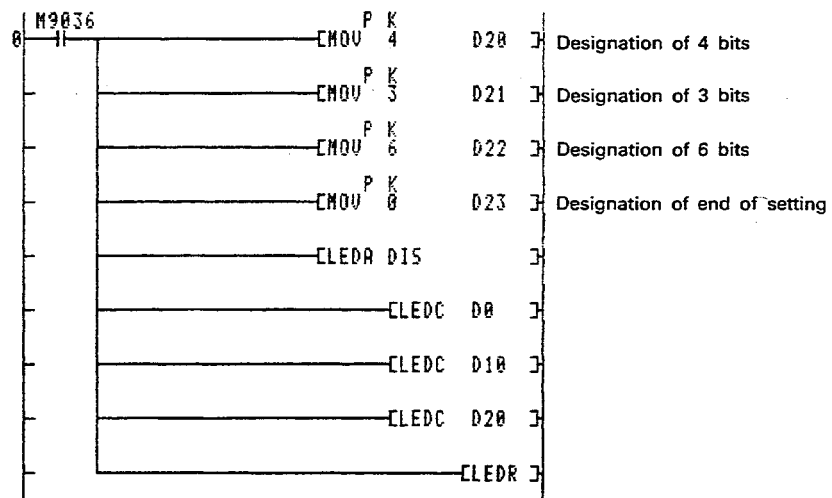 M9036
0
P K
MOV 4 D20 Designation of 4 bits
P K
MOV 3 D21 Designation of 3 bits
P K
MOV 6 D22 Designation of 6 bits
P K
MOV 0 D23 Designation of end of setting
LEDA DIS
LEDC D0
LEDC D10
LEDC D20
LEDR